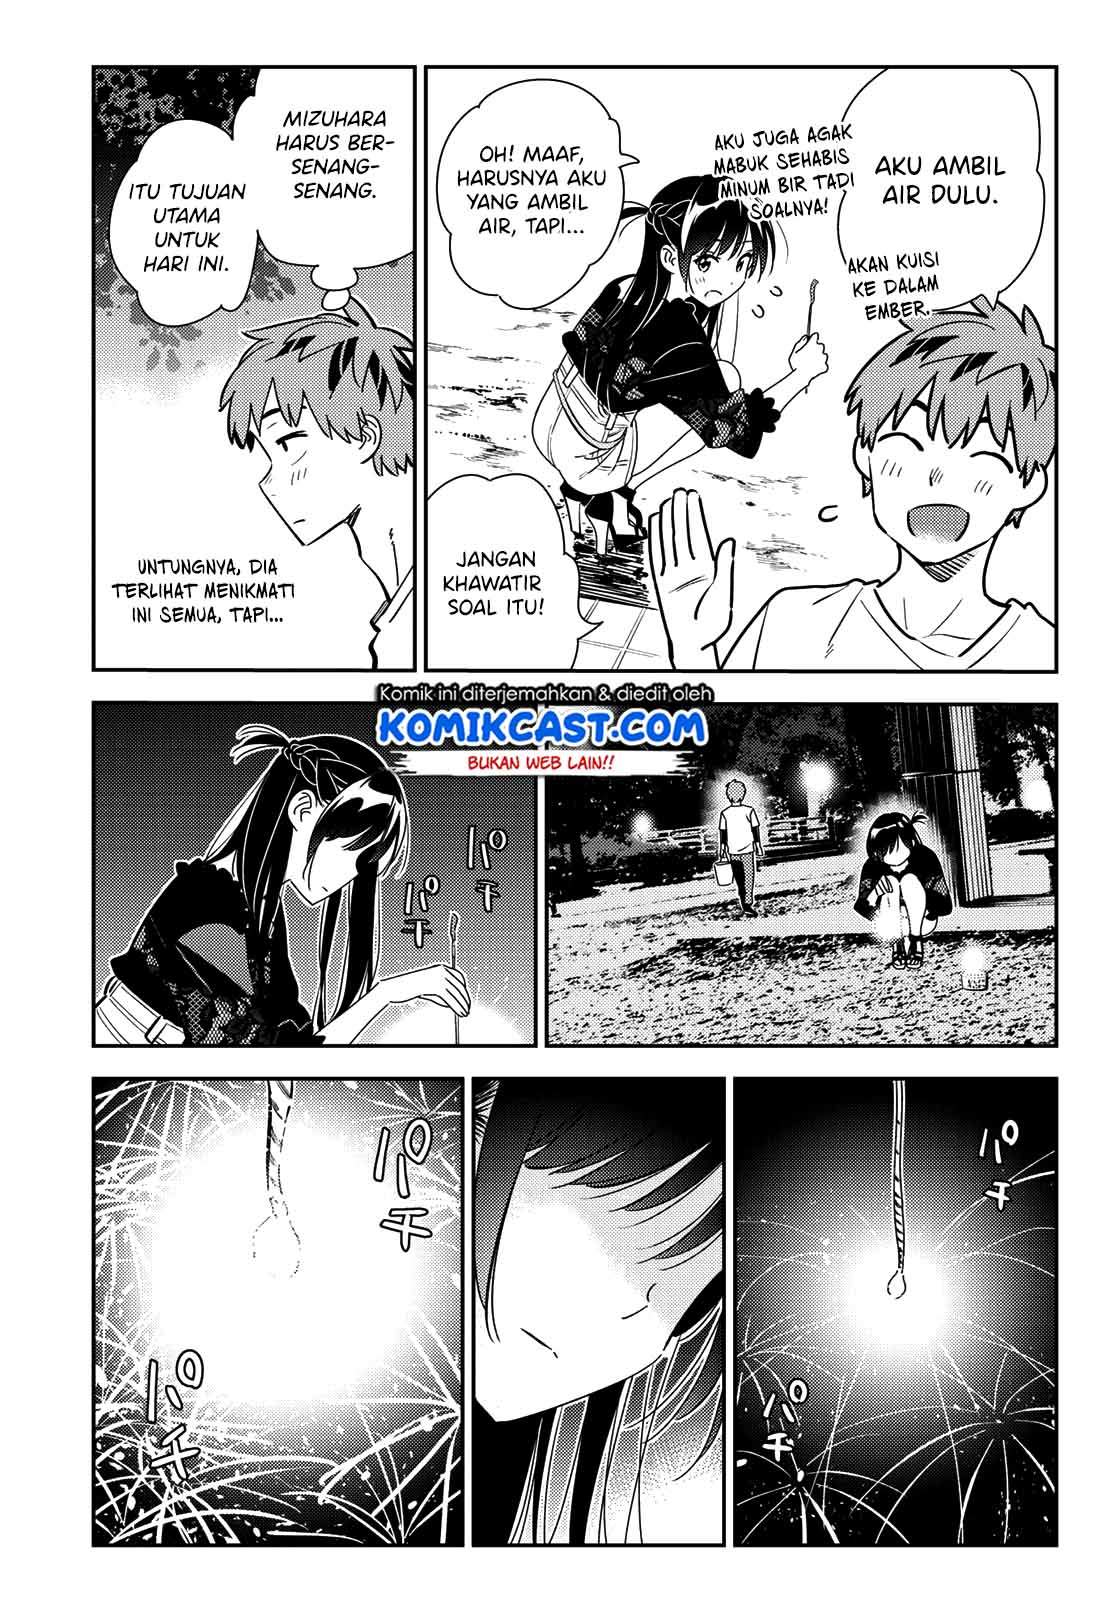 AKU AMBIL
AIR DULU.
AKAN KUISI
KE DALAM
EMBER.
AKU JUGA AGAK
MABUK SEHABIS
MINUM BIR TADI
SOALNYA!
OH! MAAF,
HARUSNYA AKU
YANG AMBIL
AIR, TAPI...
JANGAN
KHAWATIR
SOAL ITU!
MIZUHARA
HARUS BER-
SENANG-
SENANG.
ITU TUJUAN
UTAMA
UNTUK
HARI INI.
UNTUNGNYA, DIA
TERLIHAT MENIKMATI
INI SEMUA, TAPI...
Komik ini diterjemahkan & diedit oleh
KOMIKCAST.COM
BUKAN WEB LAIN!!
パチ
パチ
パチ
パチ
パチ
パチ